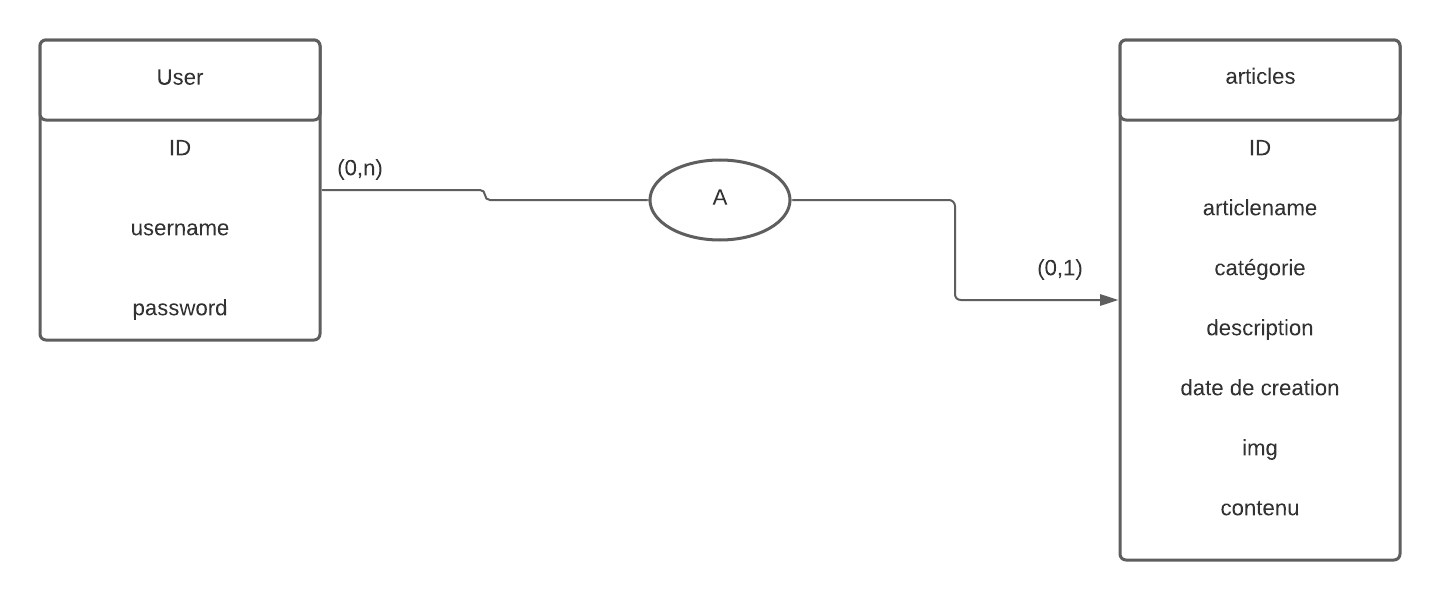 User
ID
username
password
(0,n)
A
(0,1)
articles
ID
articlename
catégorie
description
date de creation
img
contenu